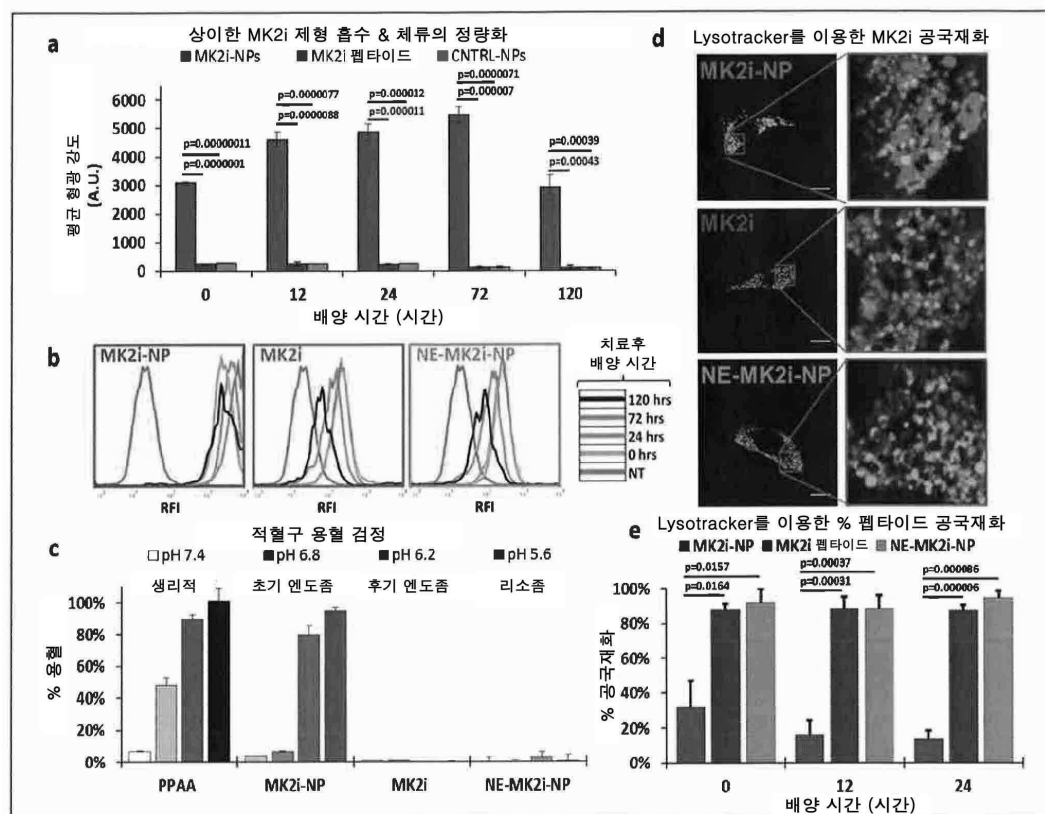 a
상이한 MK2i 제형 흡수 & 체류의 정량화
MK2i-NPs MK2i 펩타이드 CNTRL-NPs
평균 형광 강도
(A.U.)
6000
5000
4000
3000
2000
1000
0
p=0.00000011
p=0.0000001
p=0.0000077
p=0.0000088
p=0.000012
p=0.000011
p=0.0000071
p=0.000007
p=0.00039
p=0.00043
0 12 24 72 120
배양 시간 (시간)
b
MK2i-NP MK2i NE-MK2i-NP
RFI RFI RFI
치료후
배양 시간
120 hrs
72 hrs
24 hrs
0 hrs
NT
c
적혈구 용혈 검정
pH 7.4 pH 6.8 pH 6.2 pH 5.6
생리적 초기 엔도좀 후기 엔도좀 리소좀
% 용혈
100%
80%
60%
40%
20%
0%
PPAA MK2i-NP MK2i NE-MK2i-NP
d
Lysotracker를 이용한 MK2i 공국재화
MK2i-NP
MK2i
NE-MK2i-NP
e
Lysotracker를 이용한 % 펩타이드 공국재화
MK2i-NP MK2i 펩타이드 NE-MK2i-NP
% 공국재화
100%
80%
60%
40%
20%
0%
p=0.0157
p=0.0164
p=0.00037
p=0.00031
p=0.000086
p=0.000006
0 12 24
배양 시간 (시간)